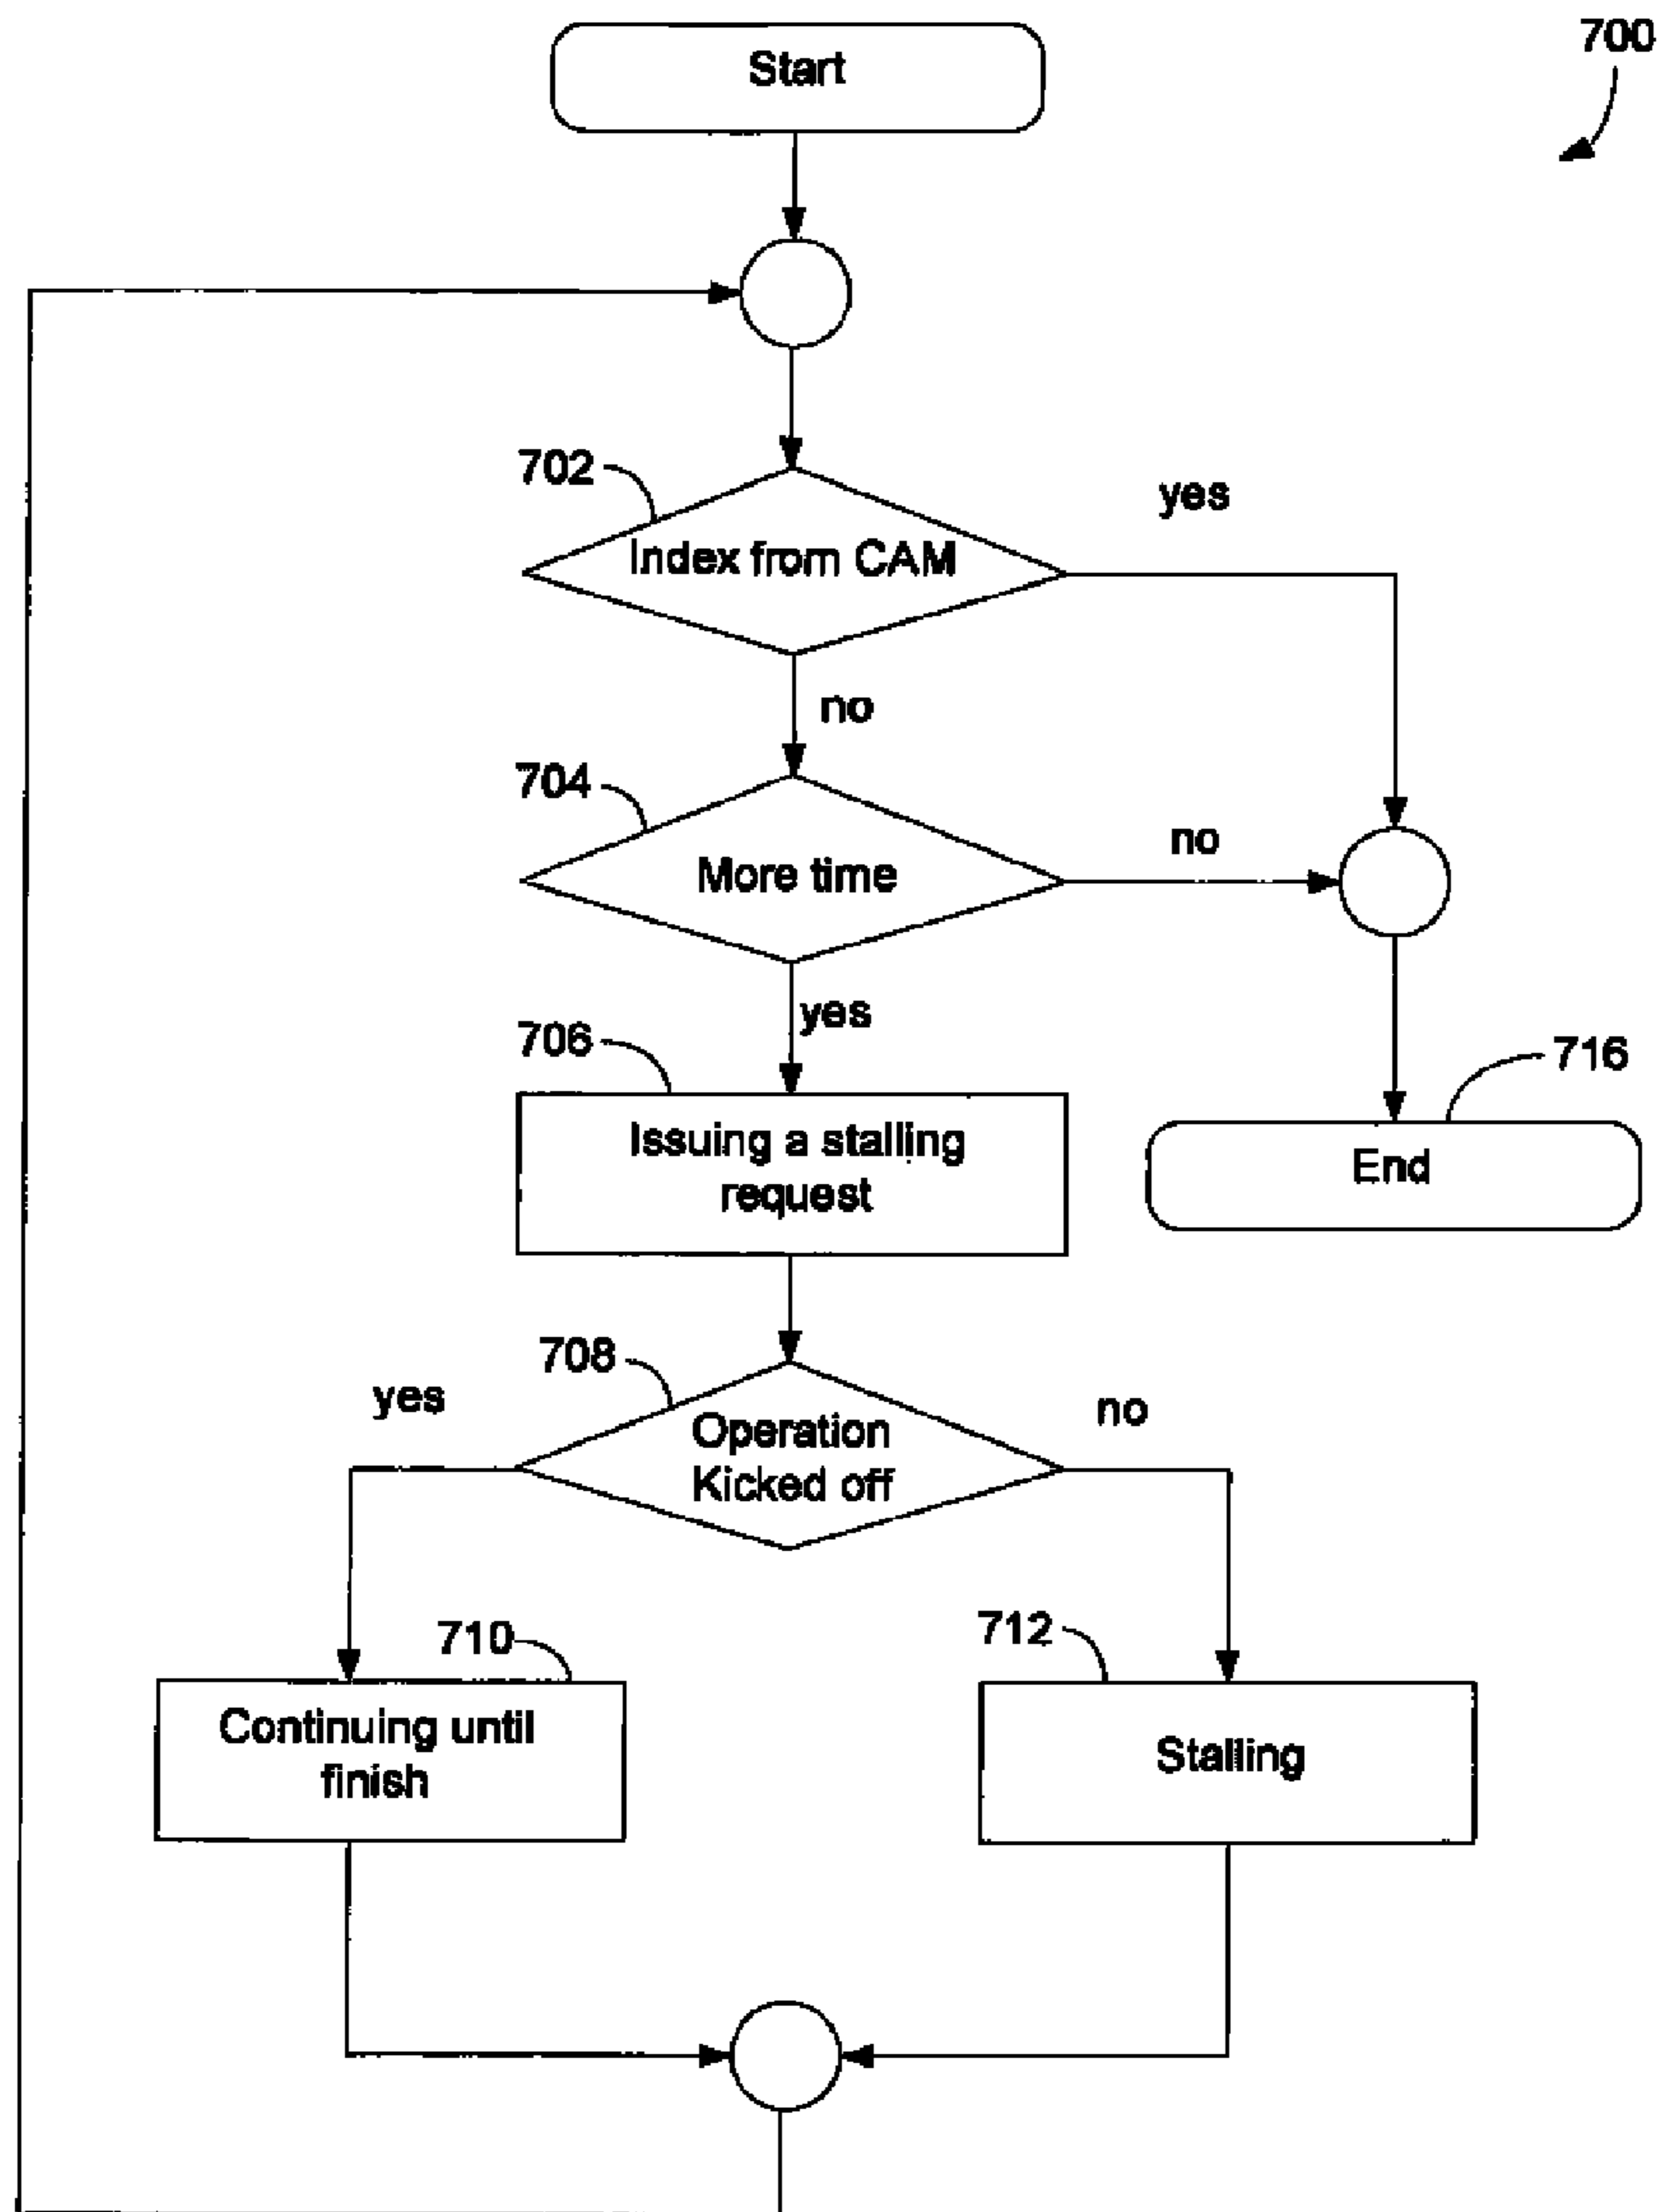 Start
700
702
yes
Index from CAM
no
704
no
More time
yes
706
716
Issuing a stalling
request
End
708
yes
no
Operation
Kicked off
710
712
Continuing until
finish
Stalling